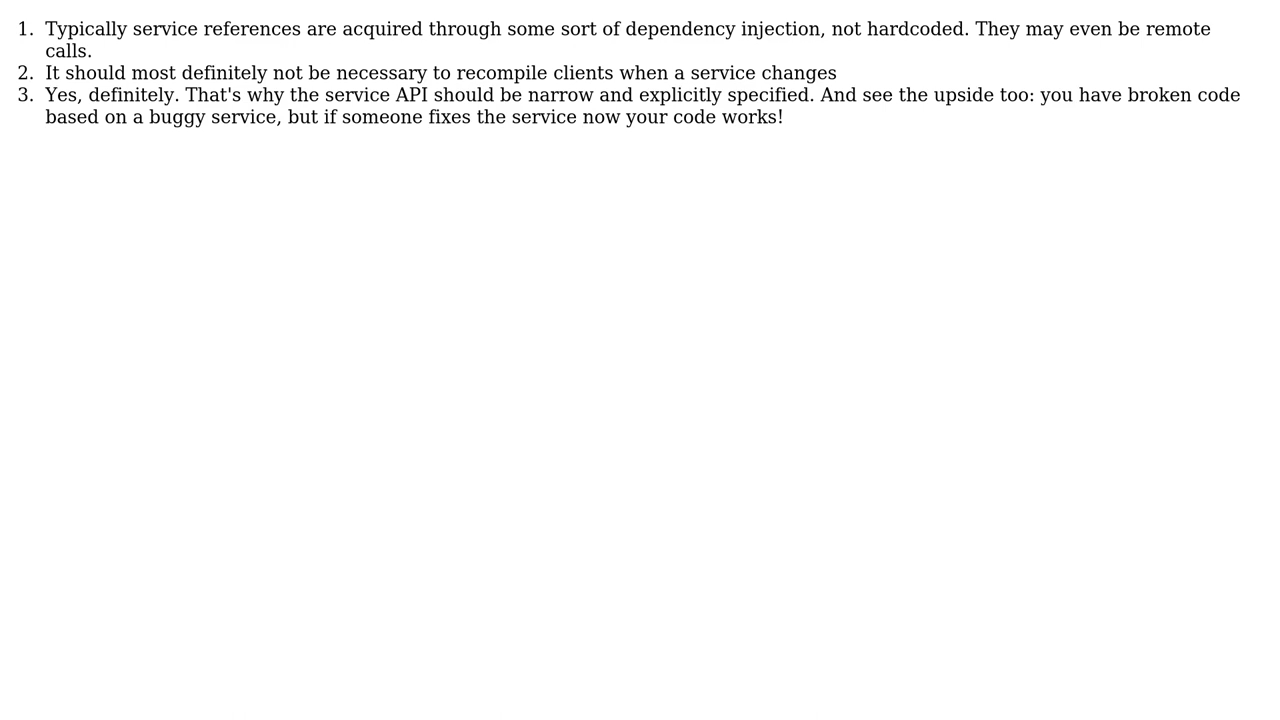 1. Typically service references are acquired through some sort of dependency injection, not hardcoded. They may even be remote
calls.
2. It should most definitely not be necessary to recompile clients when a service changes
3. Yes, definitely. That's why the service API should be narrow and explicitly specified. And see the upside too: you have broken code
based on a buggy service, but if someone fixes the service now your code works!